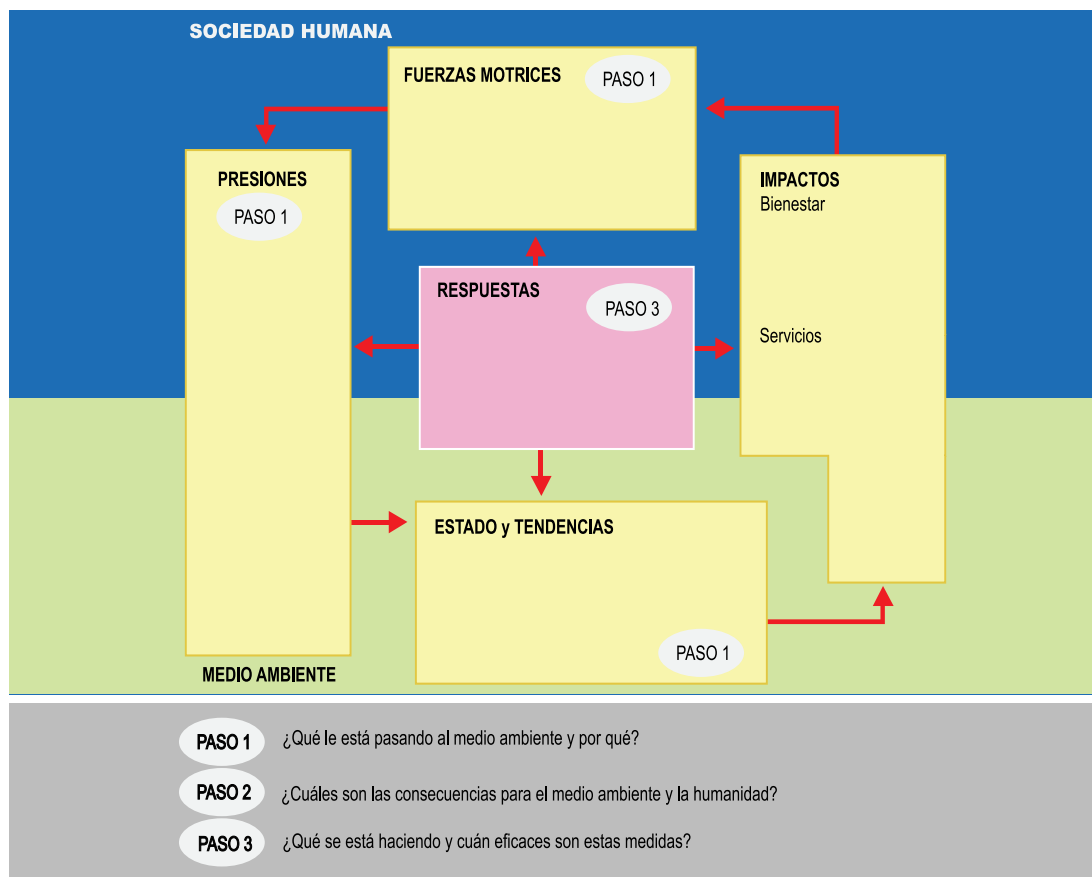 SOCIEDAD HUMANA
FUERZAS MOTRICES
PASO 1
PRESIONES
PASO 1
IMPACTOS
Bienestar
Servicios
RESPUESTAS
PASO 3
ESTADO y TENDENCIAS
PASO 1
MEDIO AMBIENTE
PASO 1 ¿Qué le está pasando al medio ambiente y por qué?
PASO 2 ¿Cuáles son las consecuencias para el medio ambiente y la humanidad?
PASO 3 ¿Qué se está haciendo y cuán eficaces son estas medidas?